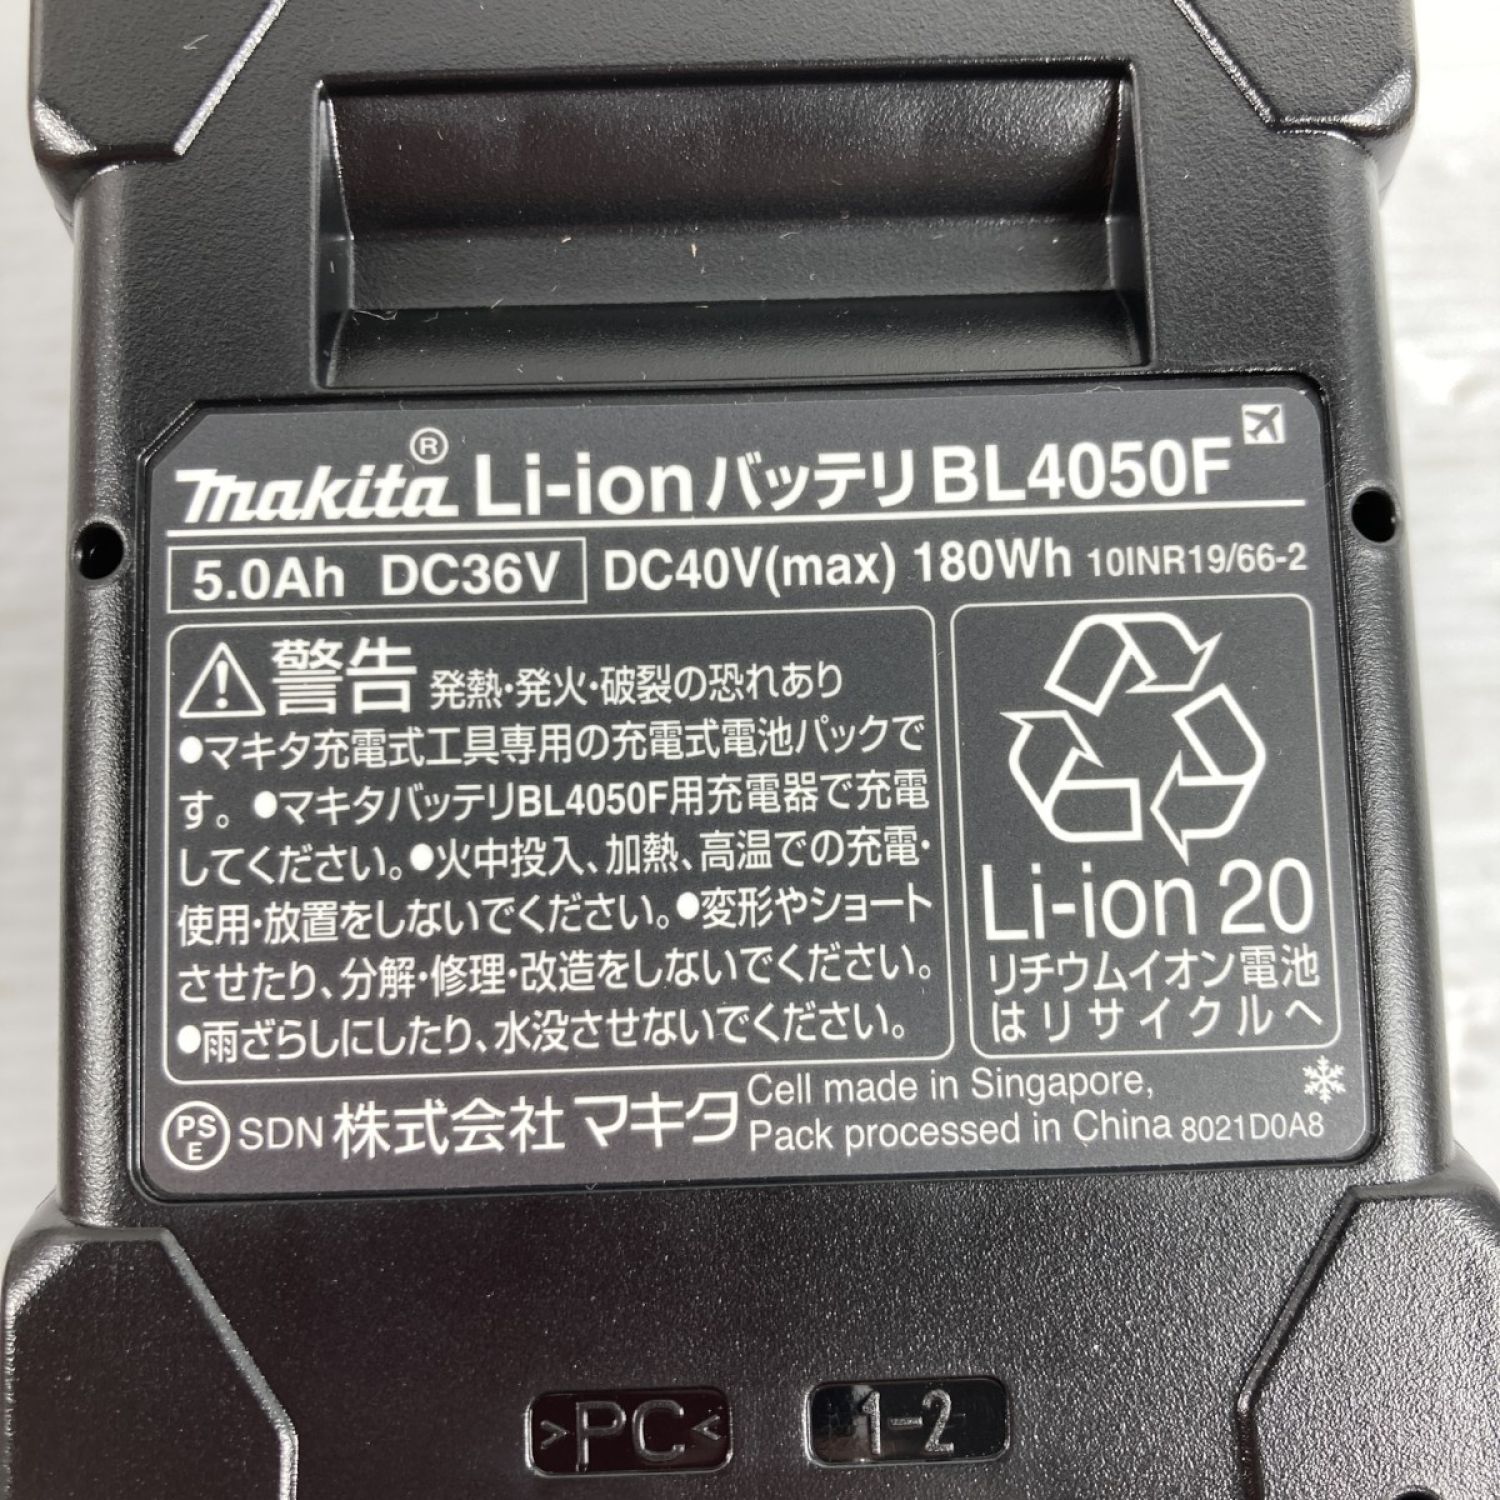 makita® Li-ionバッテリ BL4050F
5.0Ah DC36V DC40V(max) 180Wh 10INR19/66-2
警告 発熱・発火・破裂の恐れあり
●マキタ充電式工具専用の充電式電池パックで
す。●マキタバッテリBL4050F用充電器で充電
してください。●火中投入、加熱、高温での充電・
使用・放置をしないでください。●変形やショート
させたり、分解・修理・改造をしないでください。
●雨ざらしにしたり、水没させないでください。
Li-ion 20
リチウムイオン電池
はリサイクルへ
PS
E
SDN 株式会社 マキタ
Cell made in Singapore,
Pack processed in China 8021D0A8
>PC<
1-2